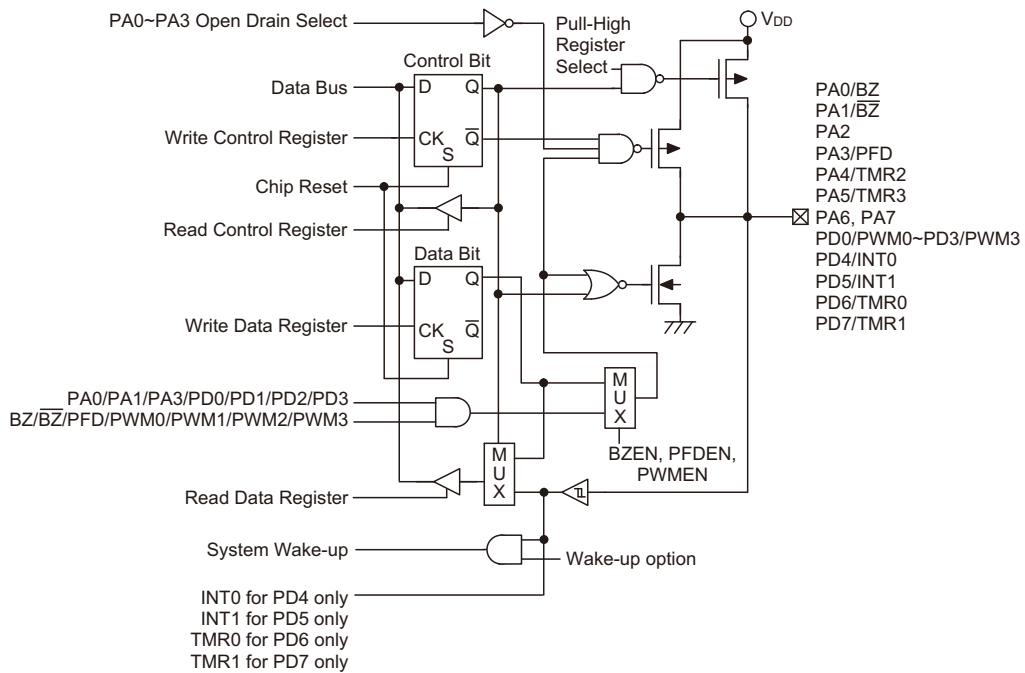 PA0~PA3 Open Drain Select
Pull-High
Register
Select
VDD
Control Bit
Data Bus
D
Q
Write Control Register
CK
Q̅
S
Chip Reset
Read Control Register
Data Bit
D
Q
Write Data Register
CK
Q̅
S
PA0/PA1/PA3/PD0/PD1/PD2/PD3
BZ/B̅Z̅/PFD/PWM0/PWM1/PWM2/PWM3
M
U
X
BZEN, PFDEN,
PWMEN
M
U
X
Read Data Register
System Wake-up
Wake-up option
INT0 for PD4 only
INT1 for PD5 only
TMR0 for PD6 only
TMR1 for PD7 only
PA0/BZ
PA1/B̅Z̅
PA2
PA3/PFD
PA4/TMR2
PA5/TMR3
PA6, PA7
PD0/PWM0~PD3/PWM3
PD4/INT0
PD5/INT1
PD6/TMR0
PD7/TMR1